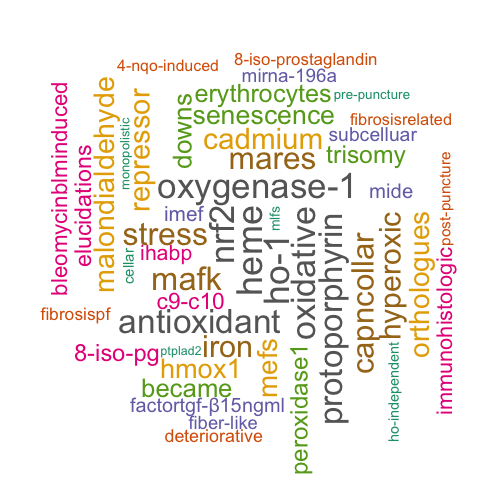 8-iso-prostaglandin
4-nqo-induced
mirna-196a
erythrocytes
pre-puncture
senescence
fibrosisrelated
cadmium
subcelluar
mares
trisomy
downs
repressor
monopolistic
malondialdehyde
elucidations
bleomycinblminduced
oxygenase-1
mide
imef
nrf2
heme
ho-1
mlfs
oxidative
protoporphyrin
capncollar
hyperoxic
orthologues
post-puncture
immunohistologic
stress
ihabp
cellar
mafk
c9-c10
fibrosispf
antioxidant
8-iso-pg
ptplad2
iron
hmox1
mefs
peroxidase1
ho-independent
became
factortgf-β15ngml
fiber-like
deteriorative